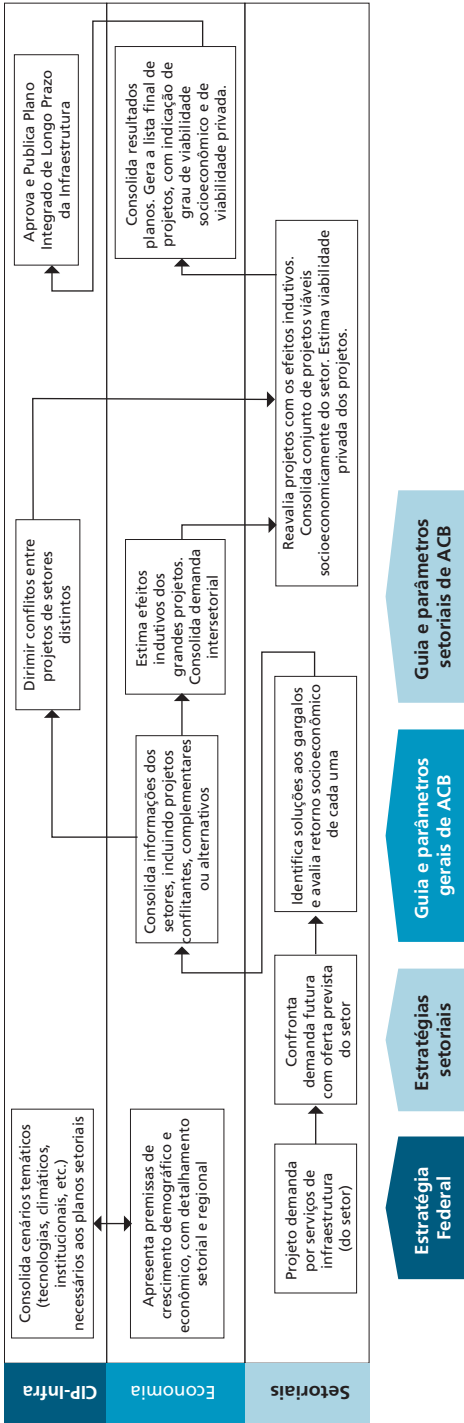 CIP-Infra
Consolida cenários temáticos
(tecnologias, climáticos,
institucionais, etc.)
necessários aos planos setoriais
Dirimir conflitos entre
projetos de setores
distintos
Aprova e Publica Plano
Integrado de Longo Prazo
da Infraestrutura
Economia
Apresenta premissas de
crescimento demográfico e
econômico, com detalhamento
setorial e regional
Consolida informações dos
setores, incluindo projetos
conflitantes, complementares
ou alternativos
Estima efeitos
indutivos dos
grandes projetos.
Consolida demanda
intersetorial
Consolida resultados
planos. Gera a lista final de
projetos, com indicação de
grau de viabilidade
socioeconômico e de
viabilidade privada.
Setoriais
Projeto demanda
por serviços de
infraestrutura
(do setor)
Confronta
demanda futura
com oferta prevista
do setor
Identifica soluções aos gargalos
e avalia retorno socioeconômico
de cada uma
Reavalia projetos com os efeitos indutivos.
Consolida conjunto de projetos viáveis
socioeconomicamente do setor. Estima viabilidade
privada dos projetos.
Estratégia
Federal
Estratégias
setoriais
Guia e parâmetros
gerais de ACB
Guia e parâmetros
setoriais de ACB